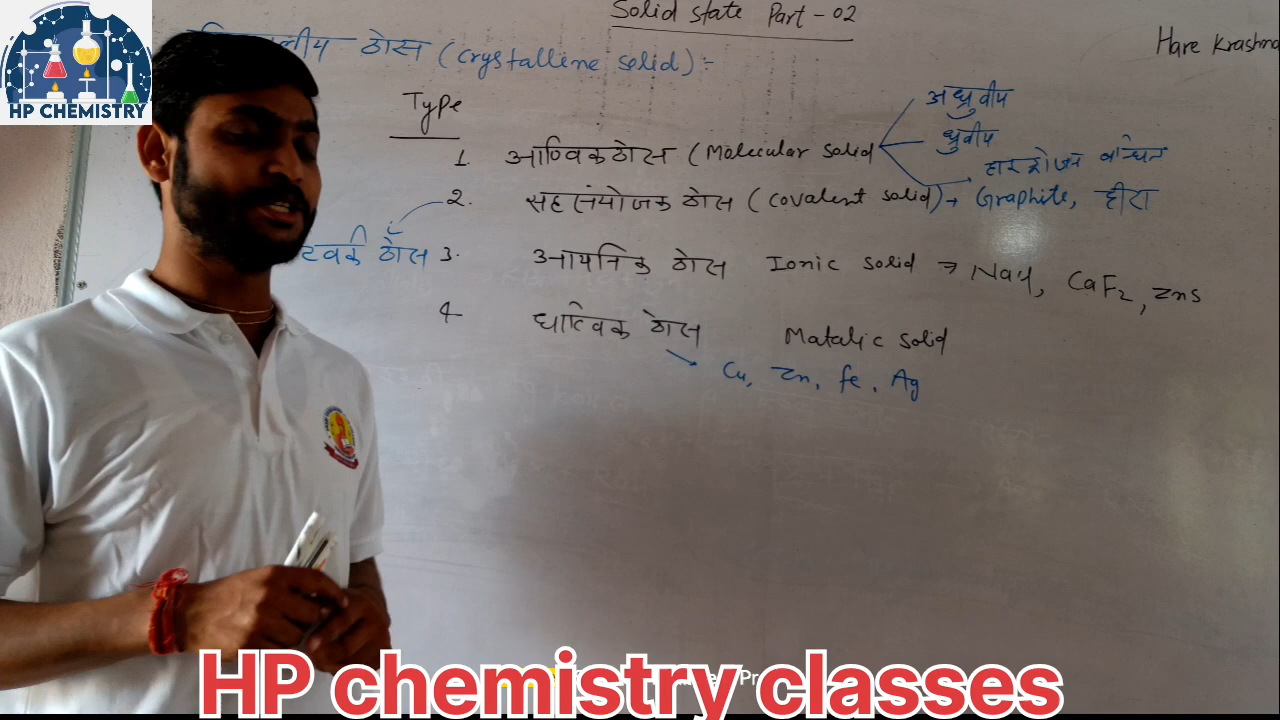 HP CHEMISTRY
Solid state Part - 02
Hare Krashna
ठोस (crystalline solid) :-
Type
1. आण्विक ठोस (Molecular solid
अध्रुवीय
ध्रुवीय
हाइड्रोजन बन्धित
2. सह संयोजक ठोस (covalent solid) → Graphite, हीरा
ठोस
3. आयनिक ठोस Ionic solid → NaCl, CaF2, ZnS
4 धात्विक ठोस Matalic solid
Cu, Zn, Fe, Ag
HP chemistry classes